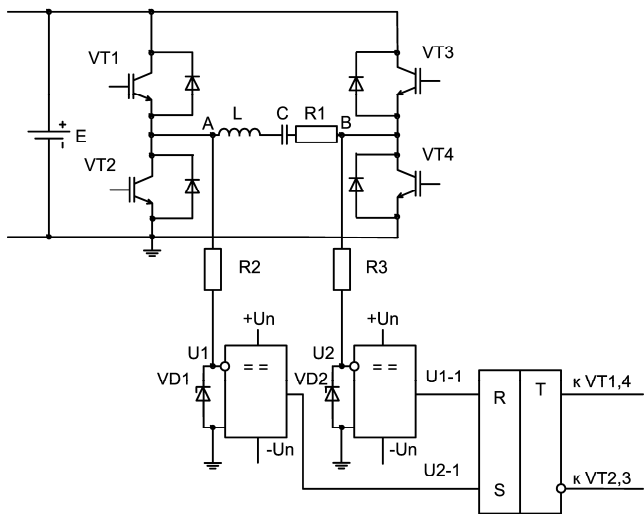 VT1
VT3
+
E
-
A
L
C
R1
B
VT2
VT4
R2
R3
+Un
+Un
U1
U2
VD1
= =
VD2
= =
U1-1
-Un
-Un
U2-1
R
T
к VT1,4
S
к VT2,3